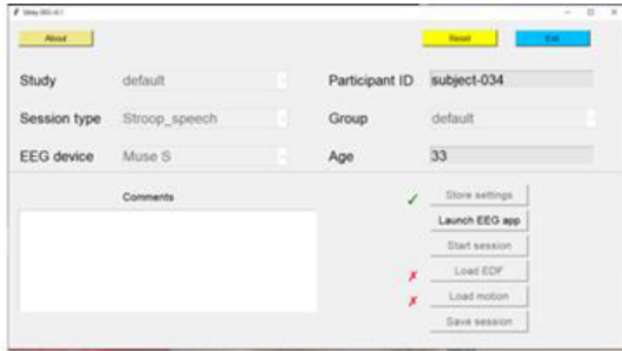 About
Reset
Exit
Study
default
Participant ID
subject-034
Session type
Stroop_speech
Group
default
EEG device
Muse S
Age
33
Comments
Store settings
Launch EEG app
Start session
Load EDF
Load motion
Save session